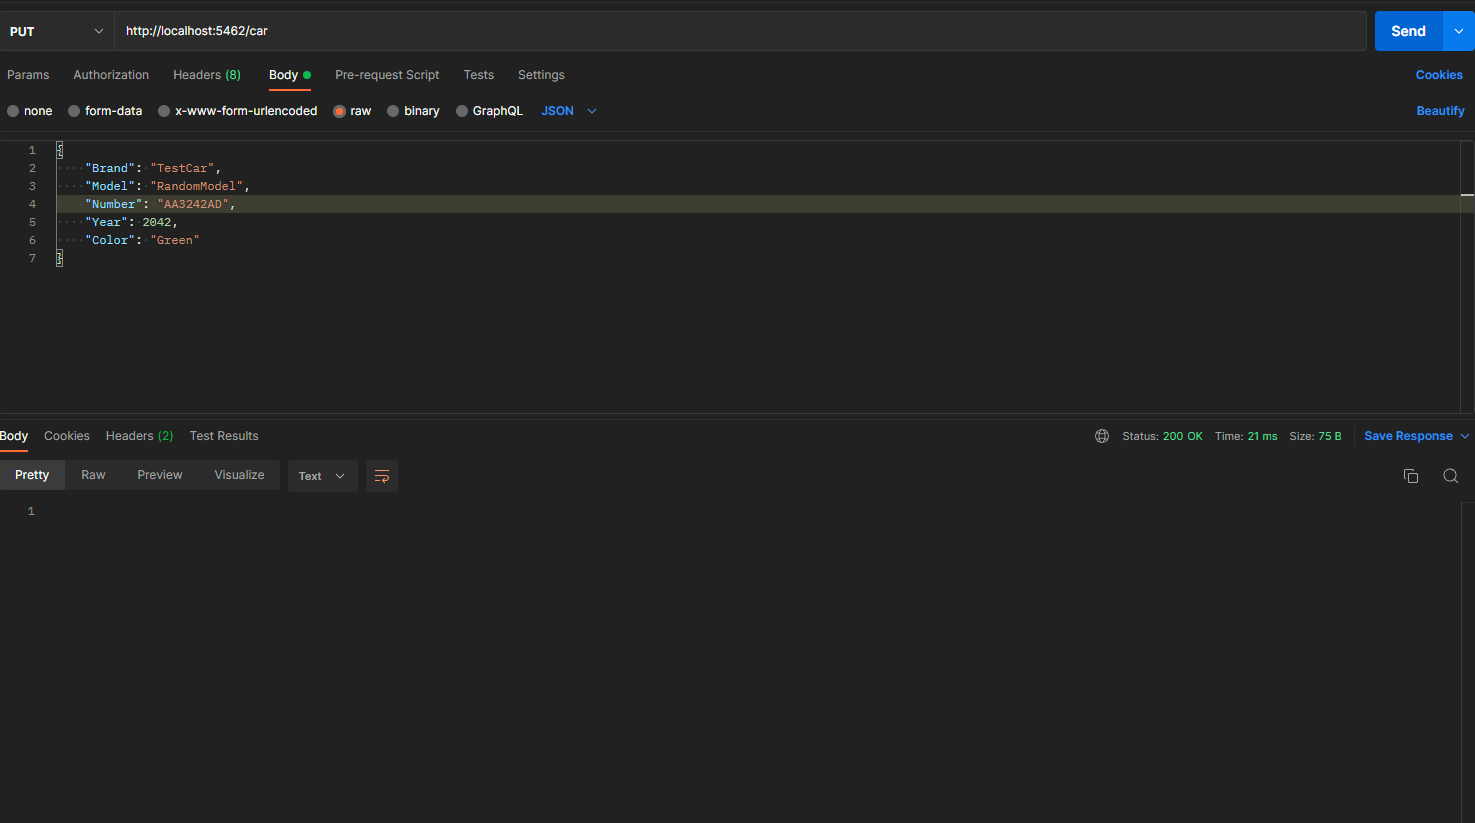 PUT http://localhost:5462/car Send
Params Authorization Headers (8) Body Pre-request Script Tests Settings Cookies
none form-data x-www-form-urlencoded raw binary GraphQL JSON Beautify
1 {
2 "Brand": "TestCar",
3 "Model": "RandomModel",
4 "Number": "AA3242AD",
5 "Year": 2042,
6 "Color": "Green"
7 }
Body Cookies Headers (2) Test Results Status: 200 OK Time: 21 ms Size: 75 B Save Response
Pretty Raw Preview Visualize Text
1